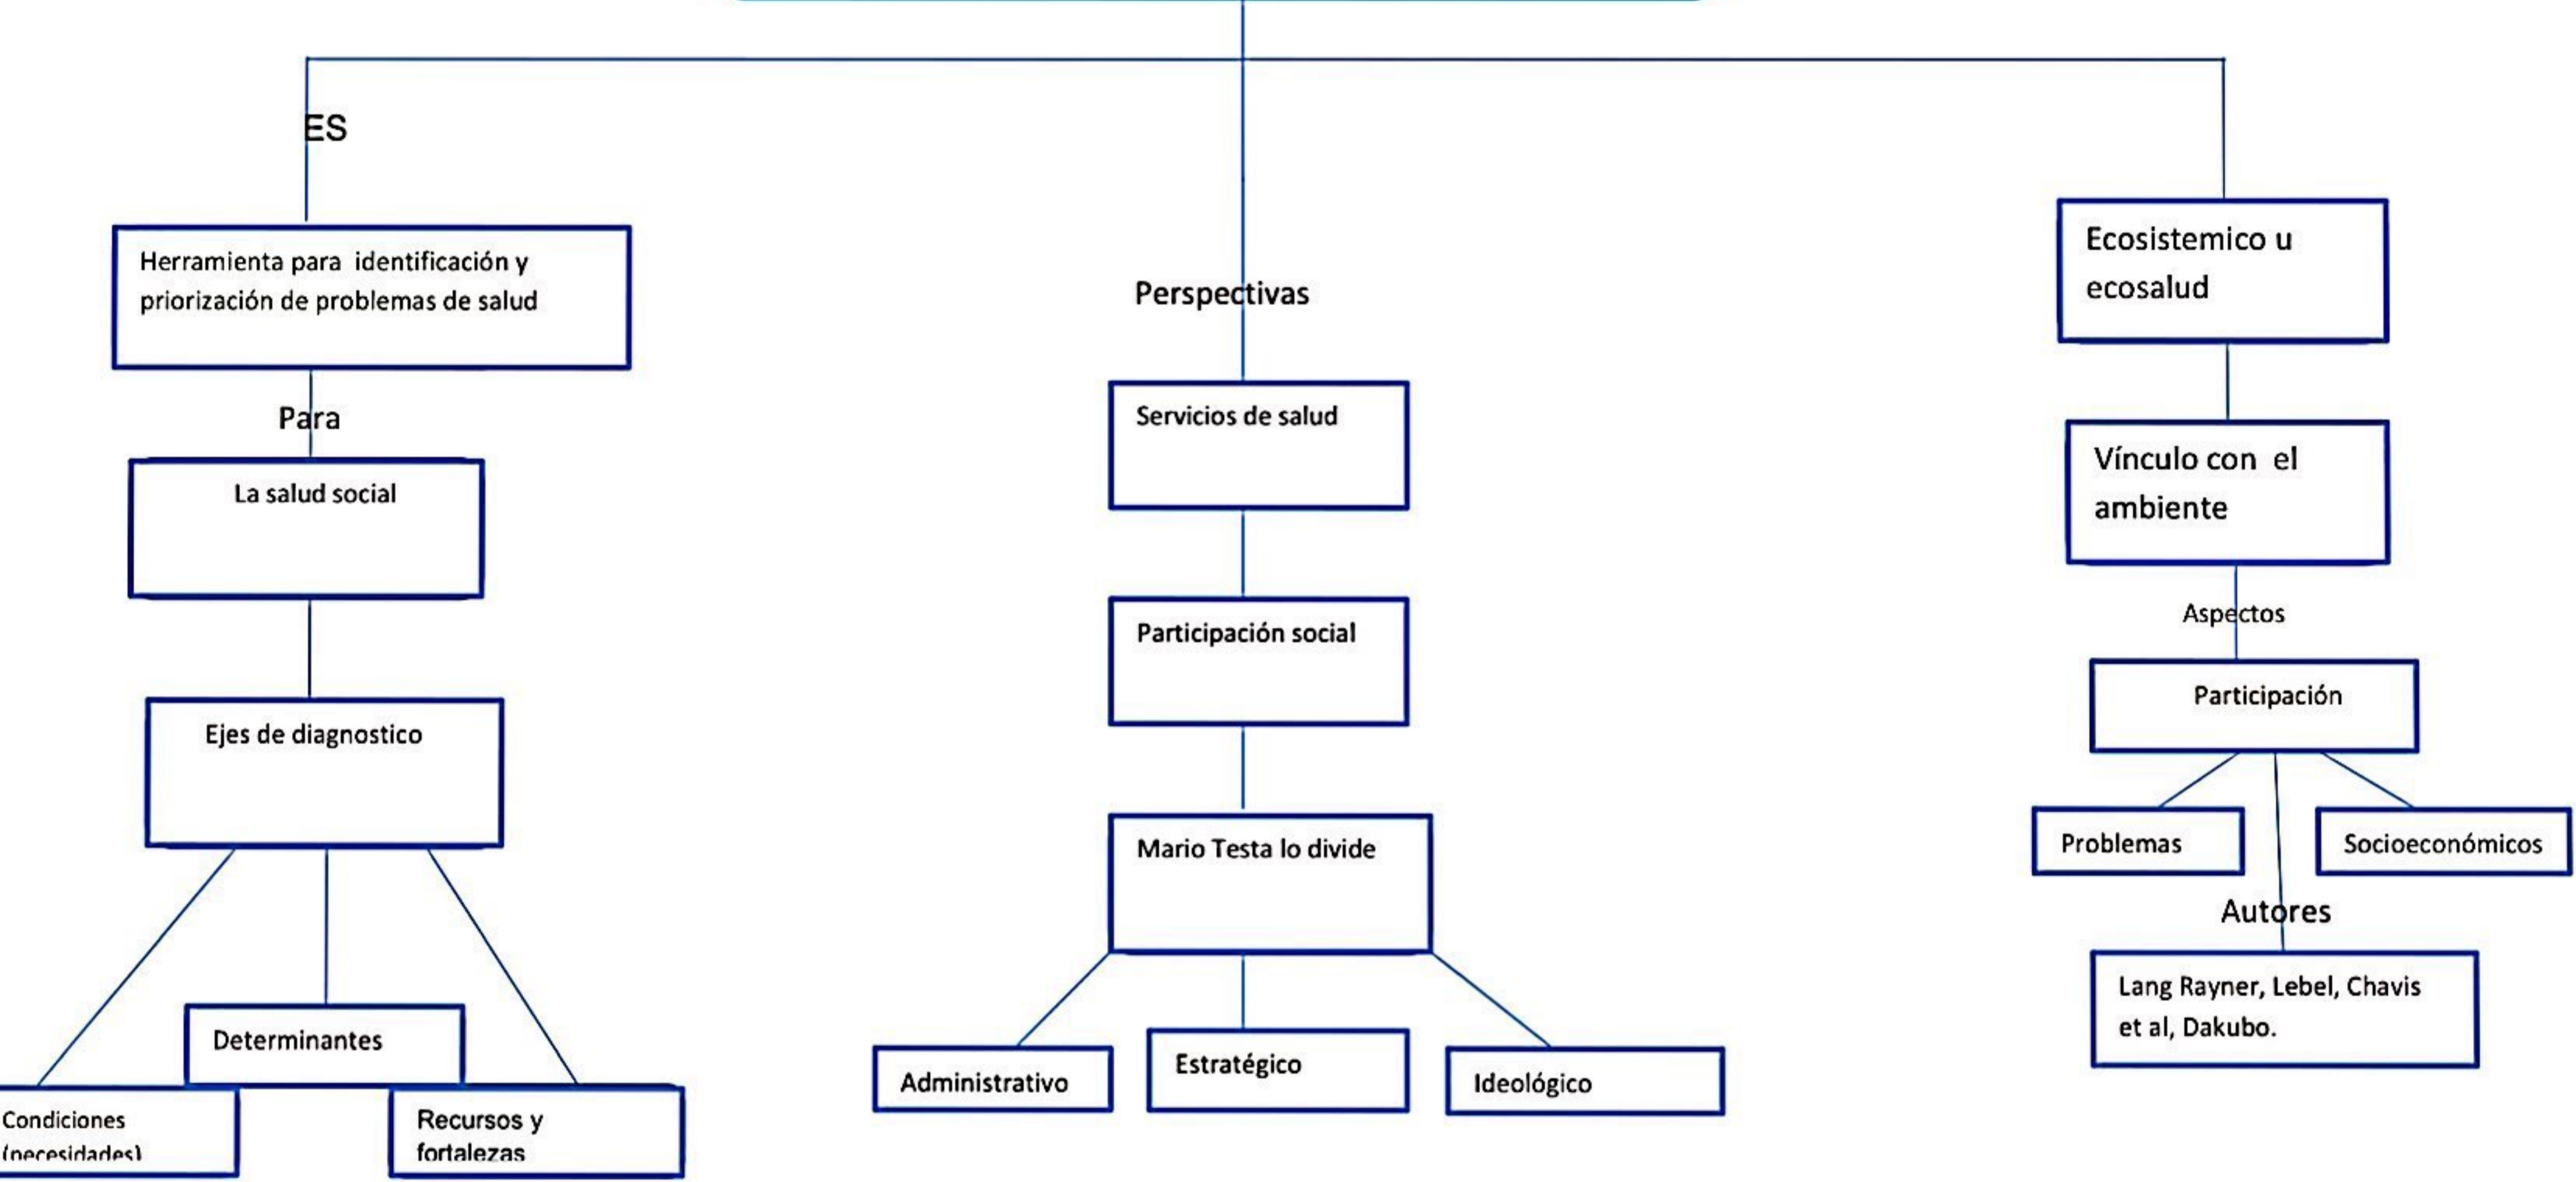 ES
Herramienta para identificación y
priorización de problemas de salud
Para
La salud social
Ejes de diagnostico
Determinantes
Condiciones
(necesidades)
Recursos y
fortalezas
Perspectivas
Servicios de salud
Participación social
Mario Testa lo divide
Administrativo
Estratégico
Ideológico
Ecosistemico u
ecosalud
Vínculo con el
ambiente
Aspectos
Participación
Problemas
Socioeconómicos
Autores
Lang Rayner, Lebel, Chavis
et al, Dakubo.